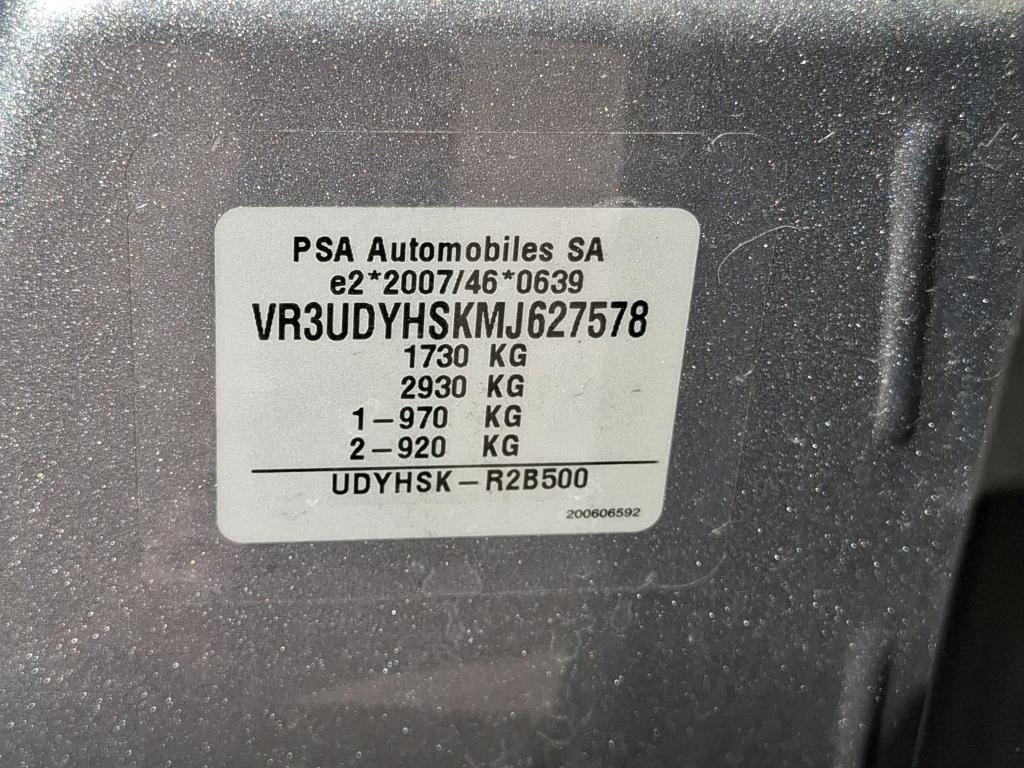 PSA Automobiles SA
e2*2007/46*0639
VR3UDYHSKMJ627578
1730 KG
2930 KG
1-970 KG
2-920 KG
UDYHSK-R2B500
200606592